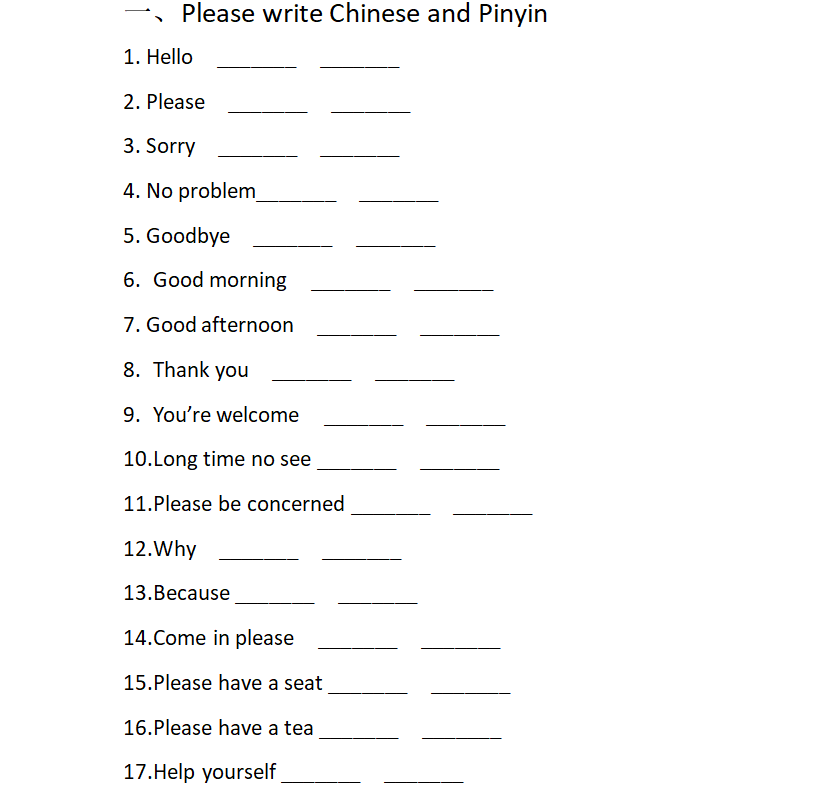 一、Please write Chinese and Pinyin
1. Hello _______ _______
2. Please _______ _______
3. Sorry _______ _______
4. No problem_______ _______
5. Goodbye _______ _______
6. Good morning _______ _______
7. Good afternoon _______ _______
8. Thank you _______ _______
9. You’re welcome _______ _______
10.Long time no see _______ _______
11.Please be concerned _______ _______
12.Why _______ _______
13.Because _______ _______
14.Come in please _______ _______
15.Please have a seat _______ _______
16.Please have a tea _______ _______
17.Help yourself _______ _______